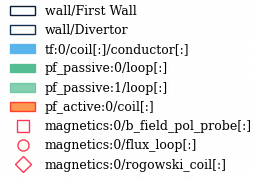 wall/First Wall
wall/Divertor
tf:0/coil[:]/conductor[:]
pf_passive:0/loop[:]
pf_passive:1/loop[:]
pf_active:0/coil[:]
magnetics:0/b_field_pol_probe[:]
magnetics:0/flux_loop[:]
magnetics:0/rogowski_coil[:]